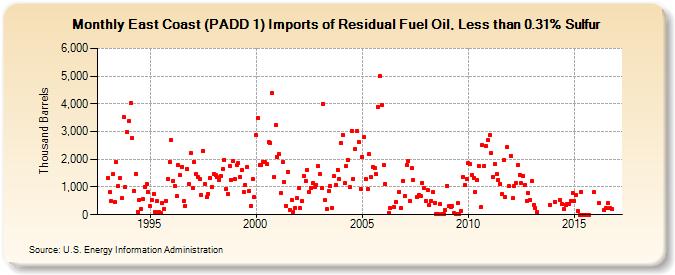 Monthly East Coast (PADD 1) Imports of Residual Fuel Oil, Less than 0.31% Sulfur
Thousand Barrels
6,000
5,000
4,000
3,000
2,000
1,000
0
1995 2000 2005 2010 2015
Source: U.S. Energy Information Administration